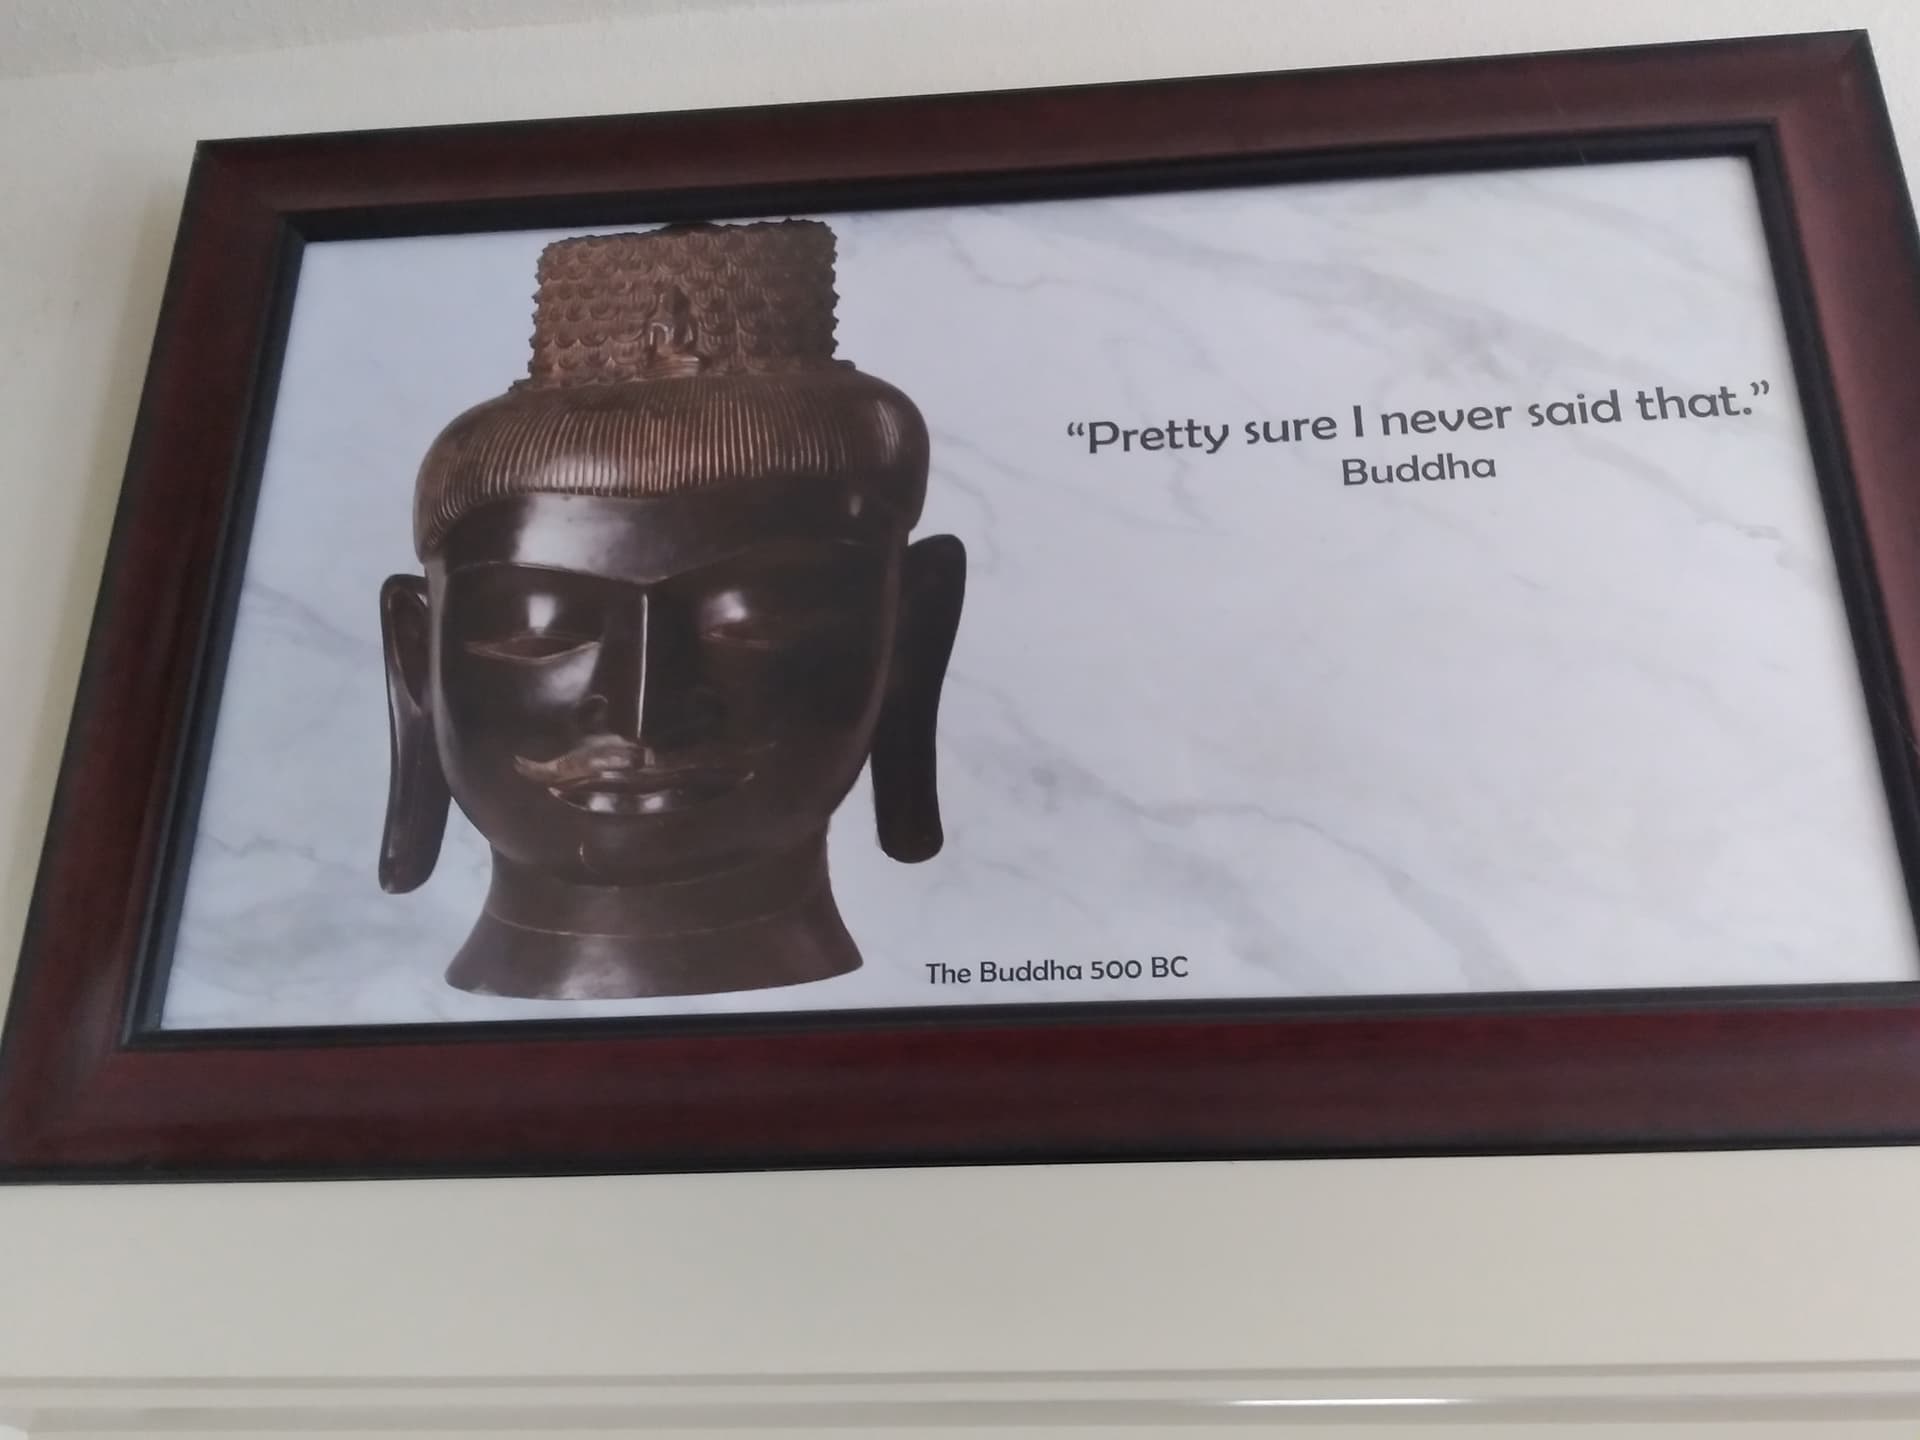 “Pretty sure I never said that.”
Buddha
The Buddha 500 BC